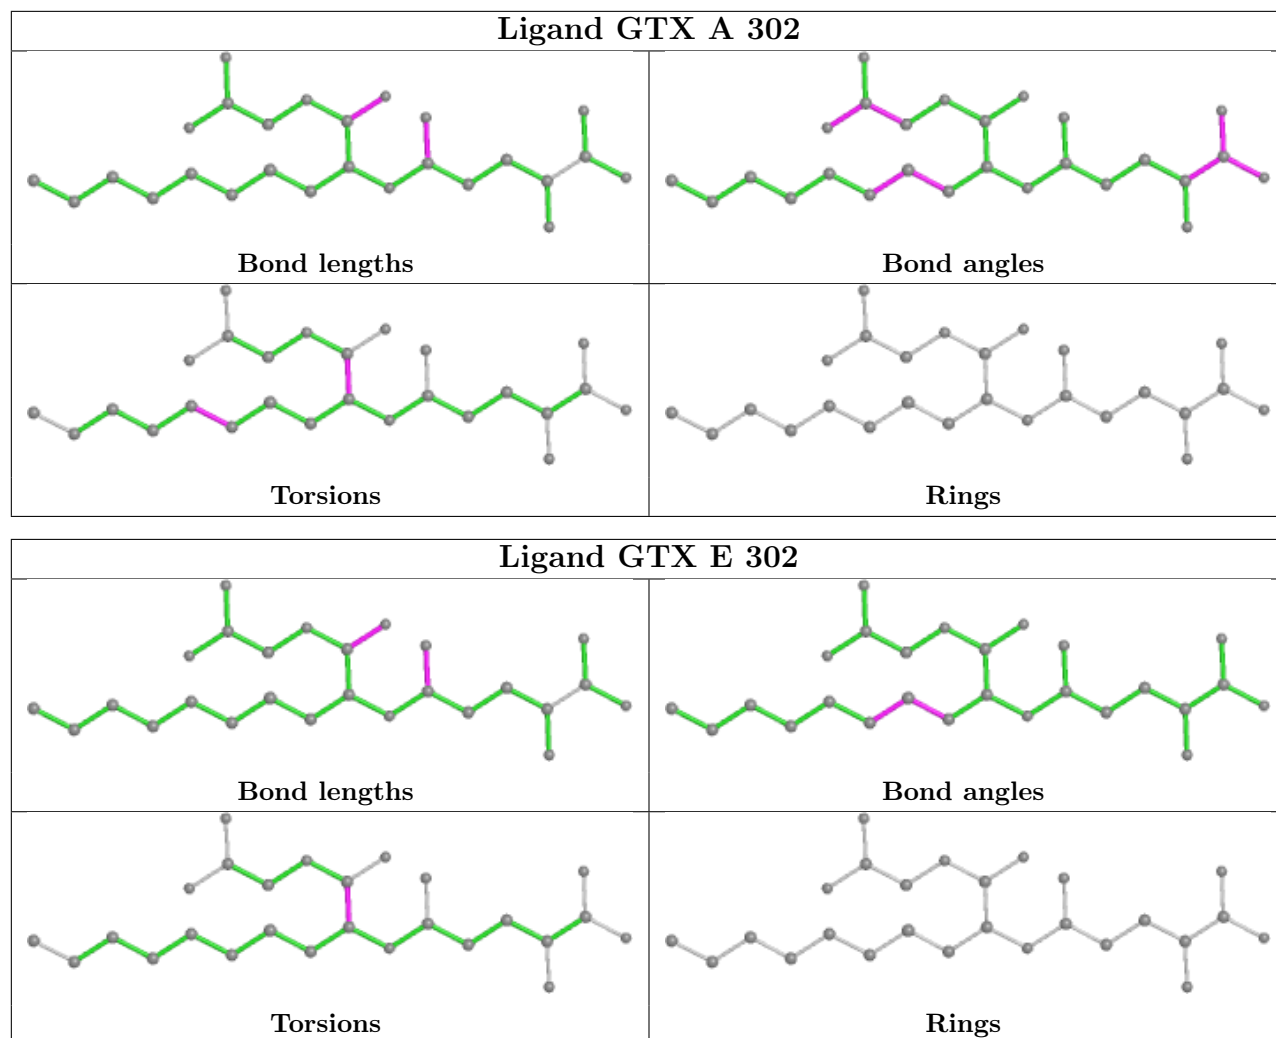 Ligand GTX A 302
Bond lengths
Bond angles
Torsions
Rings
Ligand GTX E 302
Bond lengths
Bond angles
Torsions
Rings